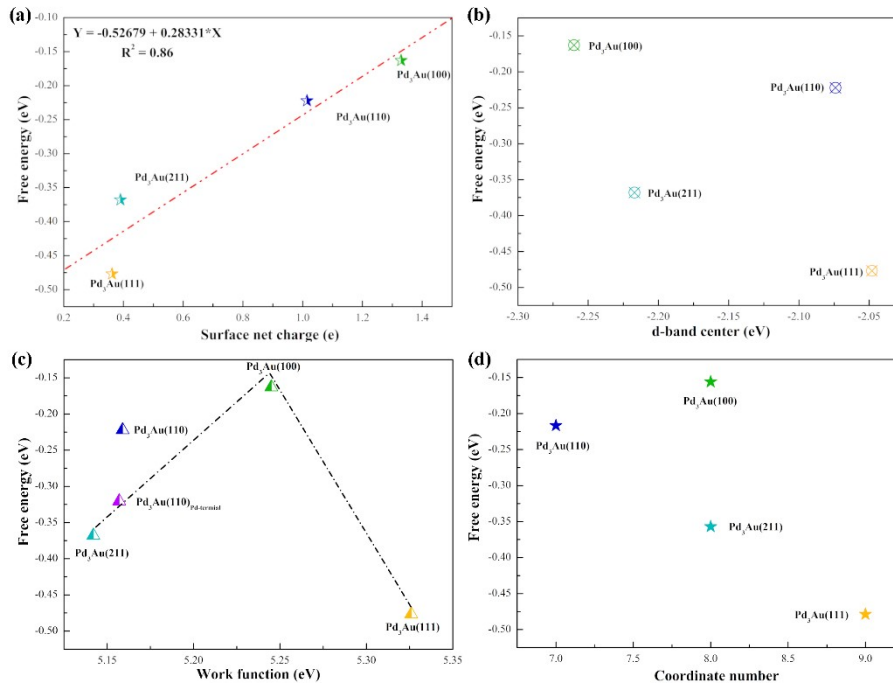 (a)
Y = -0.52679 + 0.28331*X
R² = 0.86
Pd₃Au(100)
Pd₃Au(110)
Pd₃Au(211)
Pd₃Au(111)
Free energy (eV)
-0.10
-0.15
-0.20
-0.25
-0.30
-0.35
-0.40
-0.45
-0.50
0.2 0.4 0.6 0.8 1.0 1.2 1.4
Surface net charge (e)
(b)
Pd₃Au(100)
Pd₃Au(110)
Pd₃Au(211)
Pd₃Au(111)
Free energy (eV)
-0.15
-0.20
-0.25
-0.30
-0.35
-0.40
-0.45
-0.50
-2.30 -2.25 -2.20 -2.15 -2.10 -2.05
d-band center (eV)
(c)
Pd₃Au(100)
Pd₃Au(110)
Pd₃Au(110)Pd-termial
Pd₃Au(211)
Pd₃Au(111)
Free energy (eV)
-0.15
-0.20
-0.25
-0.30
-0.35
-0.40
-0.45
-0.50
5.15 5.20 5.25 5.30 5.35
Work function (eV)
(d)
Pd₃Au(100)
Pd₃Au(110)
Pd₃Au(211)
Pd₃Au(111)
Free energy (eV)
-0.15
-0.20
-0.25
-0.30
-0.35
-0.40
-0.45
-0.50
7.0 7.5 8.0 8.5 9.0
Coordinate number